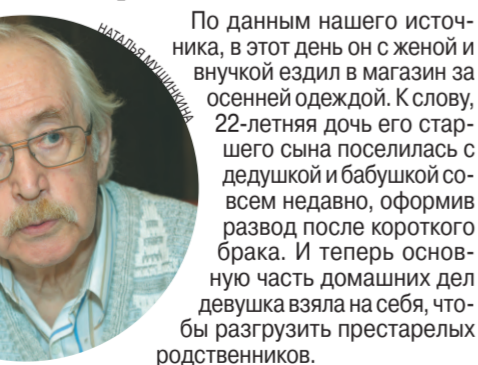 НАТАЛЬЯ МУШИНКИНА
По данным нашего источ-
ника, в этот день он с женой и
внучкой ездил в магазин за
осенней одеждой. К слову,
22-летняя дочь его стар-
шего сына поселилась с
дедушкой и бабушкой со-
всем недавно, оформив
развод после короткого
брака. И теперь основ-
ную часть домашних дел
девушка взяла на себя, что-
бы разгрузить престарелых
родственников.